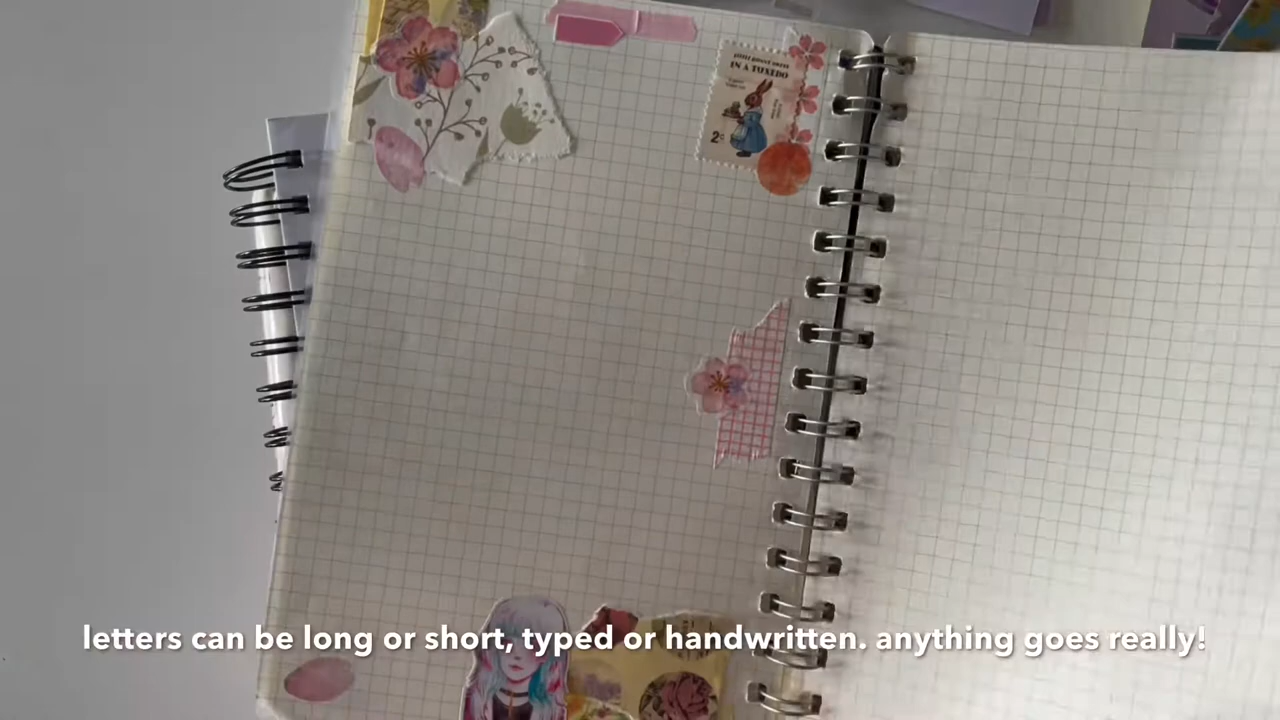 IN A TUXEDO
2¢
letters can be long or short, typed or handwritten. anything goes really!